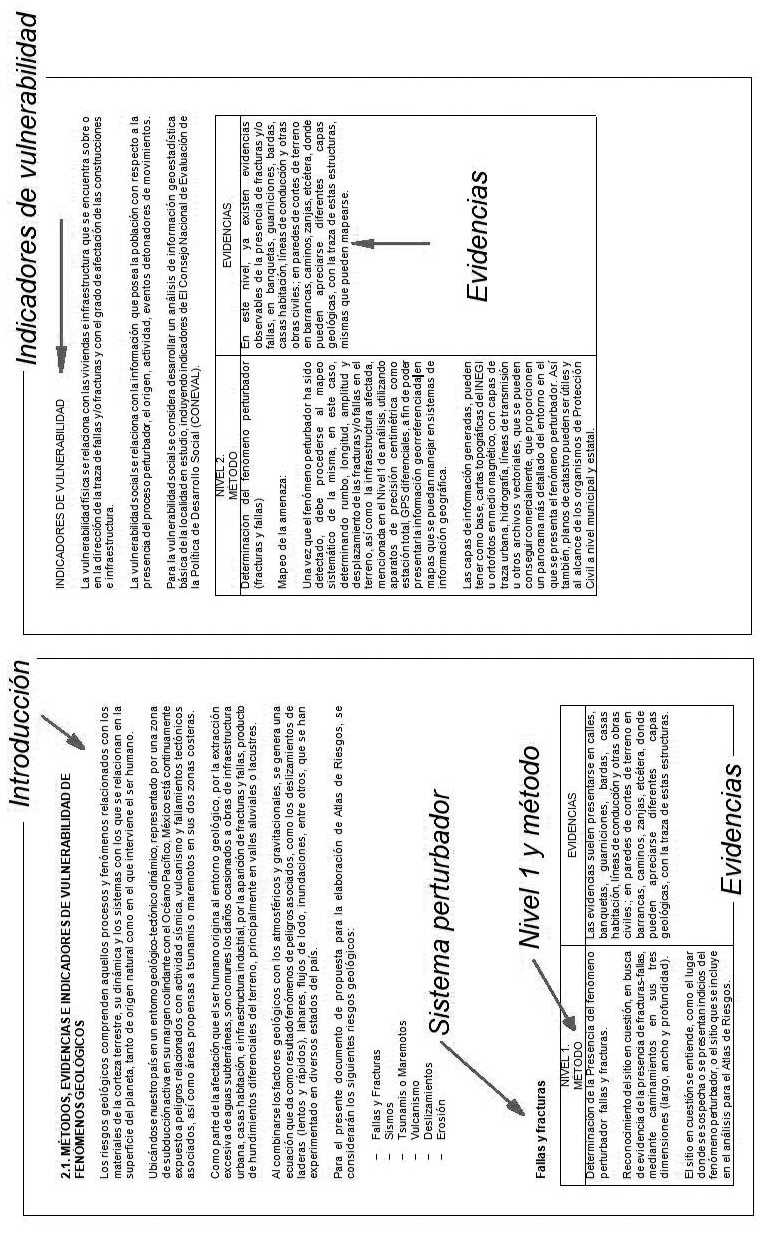 Introducción
2.1. MÉTODOS, EVIDENCIAS E INDICADORES DE VULNERABILIDAD DE
FENÓMENOS GEOLÓGICOS
Los riesgos geológicos comprenden aquellos procesos y fenómenos relacionados con los
materiales de la corteza terrestre, su dinámica y los sistemas con los que se relacionan en la
superficie del planeta, tanto de origen natural como en el que interviene el ser humano.
Ubicándose nuestro país en un entorno geológico-tectónico dinámico, representado por una zona
de subducción activa en su margen colindante con el Océano Pacífico, México está continuamente
expuesto a peligros relacionados con actividad sísmica, vulcanismo y fallamientos tectónicos
asociados, así como áreas propensas a tsunamis o maremotos en sus dos zonas costeras.
Como parte de la afectación que el ser humano origina al entorno geológico, por la extracción
excesiva de aguas subterráneas, son comunes los daños ocasionados a obras de infraestructura
urbana, casas habitación, e infraestructura industrial, por la aparición de fracturas y fallas, producto
de hundimientos diferenciales del terreno, principalmente en valles aluviales o lacustres.
Al combinarse los factores geológicos con los atmosféricos y gravitacionales, se genera una
ecuación que da como resultado fenómenos de peligros asociados, como los deslizamientos de
laderas (lentos y rápidos), lahares, flujos de lodo, inundaciones, entre otros, que se han
experimentado en diversos estados del país.
Para el presente documento de propuesta para la elaboración de Atlas de Riesgos, se
considerarán los siguientes riesgos geológicos:
– Fallas y Fracturas
– Sismos
– Tsunamis o Maremotos
– Vulcanismo
– Deslizamientos
– Erosión
Sistema perturbador
Fallas y fracturas
Nivel 1 y método
NIVEL 1.
MÉTODO
Determinación de la Presencia del fenómeno
perturbador fallas y fracturas.
Reconocimiento del sitio en cuestión, en busca
de evidencia de la presencia de fracturas-fallas,
mediante caminamientos en sus tres
dimensiones (largo, ancho y profundidad).
El sitio en cuestión se entiende, como el lugar
donde se sospecha o se presentan indicios del
fenómeno perturbador, o el sitio que se incluye
en el análisis para el Atlas de Riesgos.
EVIDENCIAS
Las evidencias suelen presentarse en calles,
banquetas, guarniciones, bardas, casas
habitación, líneas de conducción y otras obras
civiles:; en paredes de cortes de terreno en
barrancas, caminos, zanjas, etcétera, donde
pueden apreciarse diferentes capas
geológicas, con la traza de estas estructuras.
Evidencias
Indicadores de vulnerabilidad
INDICADORES DE VULNERABILIDAD
La vulnerabilidad física se relaciona con las viviendas e infraestructura que se encuentra sobre o
en la dirección de la traza de fallas y/o fracturas y con el grado de afectación de las construcciones
e infraestructura.
La vulnerabilidad social se relaciona con la información que posea la población con respecto a la
presencia del proceso perturbador, el origen, actividad, eventos detonadores de movimientos.
Para la vulnerabilidad social se considera desarrollar un análisis de información geoestadística
básica de la localidad en estudio, incluyendo indicadores de El Consejo Nacional de Evaluación de
la Política de Desarrollo Social (CONEVAL).
NIVEL 2.
MÉTODO
Determinación del fenómeno perturbador
(fracturas y fallas)
Mapeo de la amenaza:
Una vez que el fenómeno perturbador ha sido
detectado, debe procederse al mapeo
sistemático de la misma, en este caso,
determinando rumbo, longitud, amplitud y
desplazamiento de las fracturas y/o fallas en el
terreno, así como la infraestructura afectada,
mencionada en el Nivel 1 de análisis, utilizando
aparatos de precisión centimétrica como
estación total, GPS diferenciales, a fin de poder
presentar la información georreferenciada en
mapas que se puedan manejar en sistemas de
información geográfica.
Las capas de información generadas, pueden
tener como base, cartas topográficas del INEGI
u ortofotos en medio magnético, con capas de
traza urbana, hidrografía, líneas de transmisión
u otros archivos vectoriales, que se pueden
conseguir comercialmente, que proporcionen
un panorama más detallado del entorno en el
que se presenta el fenómeno perturbador. Así
también, planos de catastro pueden ser útiles y
al alcance de los organismos de Protección
Civil a nivel municipal y estatal.
EVIDENCIAS
En este nivel, ya existen evidencias
observables de la presencia de fracturas y/o
fallas, en banquetas, guarniciones, bardas,
casas habitación, líneas de conducción y otras
obras civiles:, en paredes de cortes de terreno
en barrancas, caminos, zanjas, etcétera, donde
pueden apreciarse diferentes capas
geológicas, con la traza de estas estructuras,
mismas que pueden mapearse.
Evidencias